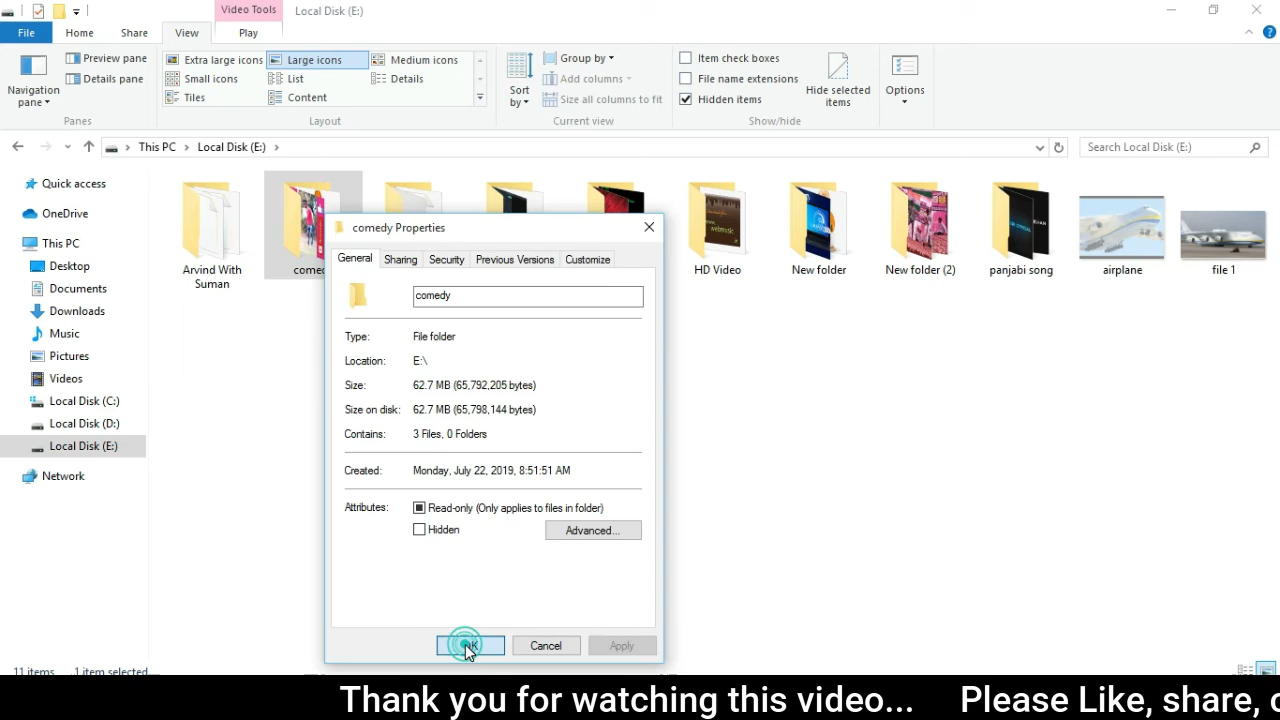 Video Tools
Local Disk (E:)
File
Home
Share
View
Play
Navigation pane
Preview pane
Details pane
Panes
Extra large icons
Large icons
Medium icons
Small icons
List
Details
Tiles
Content
Layout
Sort by
Group by
Add columns
Size all columns to fit
Current view
Item check boxes
File name extensions
Hidden items
Hide selected items
Show/hide
Options
This PC
Local Disk (E:)
Search Local Disk (E:)
Quick access
OneDrive
This PC
Desktop
Documents
Downloads
Music
Pictures
Videos
Local Disk (C:)
Local Disk (D:)
Local Disk (E:)
Network
Arvind With
Suman
HD Video
New folder
New folder (2)
panjabi song
airplane
file 1
comedy Properties
General
Sharing
Security
Previous Versions
Customize
comedy
Type: File folder
Location: E:\
Size: 62.7 MB (65,792,205 bytes)
Size on disk: 62.7 MB (65,798,144 bytes)
Contains: 3 Files, 0 Folders
Created: Monday, July 22, 2019, 8:51:51 AM
Attributes: Read-only (Only applies to files in folder)
Hidden
Advanced...
Cancel
Apply
11 items
1 item selected
Thank you for watching this video... Please Like, share,